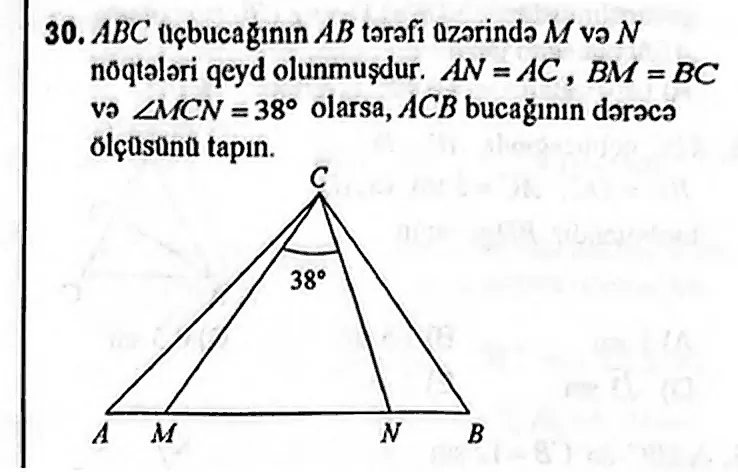 30. ABC üçbucağının AB tərəfi üzərində M və N
nöqtələri qeyd olunmuşdur. AN = AC, BM = BC
və ∠MCN = 38° olarsa, ACB bucağının dərəcə
ölçüsünü tapın.
C
38°
A M N B